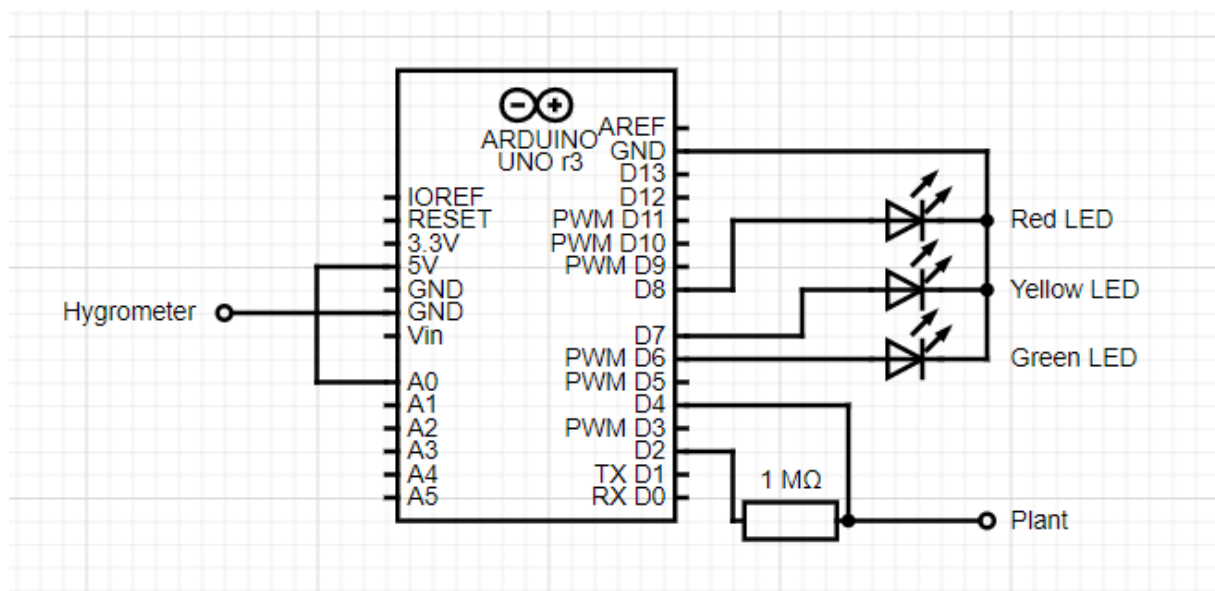 ARDUINO
UNO r3
IOREF
RESET
3.3V
5V
GND
GND
Vin
A0
A1
A2
A3
A4
A5
AREF
GND
D13
D12
PWM D11
PWM D10
PWM D9
D8
D7
PWM D6
PWM D5
D4
PWM D3
D2
TX D1
RX D0
Hygrometer
Red LED
Yellow LED
Green LED
1 MΩ
Plant